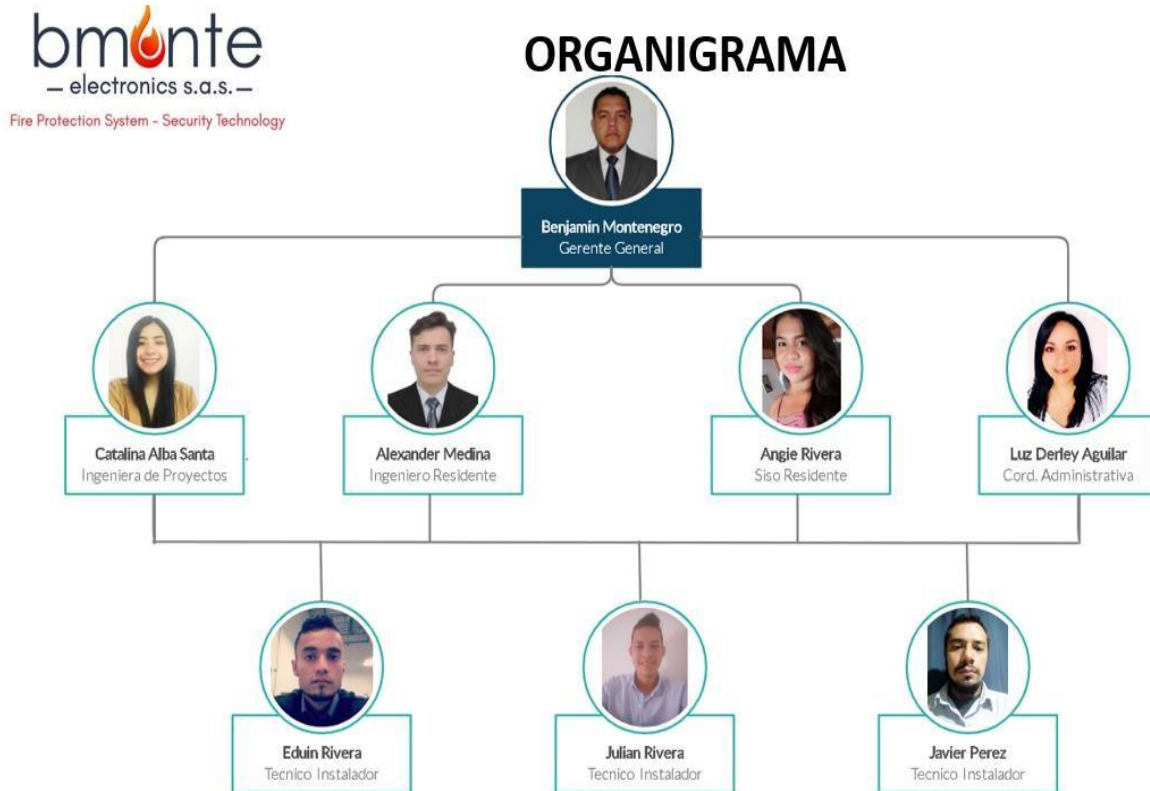 bmonte
ORGANIGRAMA
— electronics s.a.s. —
Fire Protection System - Security Technology
Benjamin Montenegro
Gerente General
Catalina Alba Santa
Ingeniera de Proyectos
Alexander Medina
Ingeniero Residente
Angie Rivera
Siso Residente
Luz Derley Aguilar
Cord. Administrativa
Eduin Rivera
Tecnico Instalador
Julian Rivera
Tecnico Instalador
Javier Perez
Tecnico Instalador